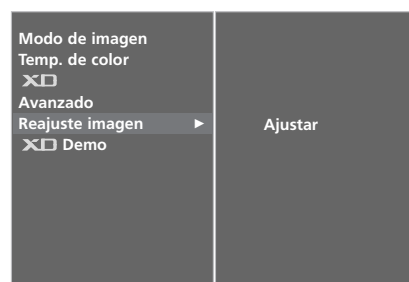 Modo de imagen
Temp. de color
XD
Avanzado
Reajuste imagen ►
Ajustar
XD Demo